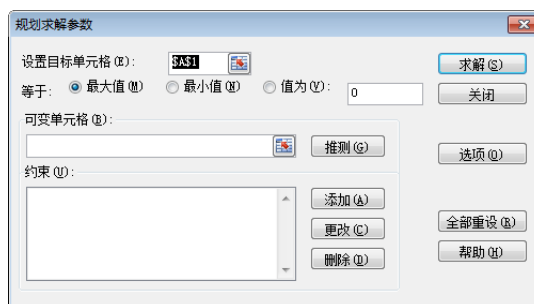 规划求解参数
设置目标单元格(E): $A$1 求解(S)
等于: 最大值(M) 最小值(N) 值为(V): 0 关闭
可变单元格(B):
推测(G) 选项(O)
约束(U):
添加(A)
更改(C) 全部重设(R)
删除(D) 帮助(H)